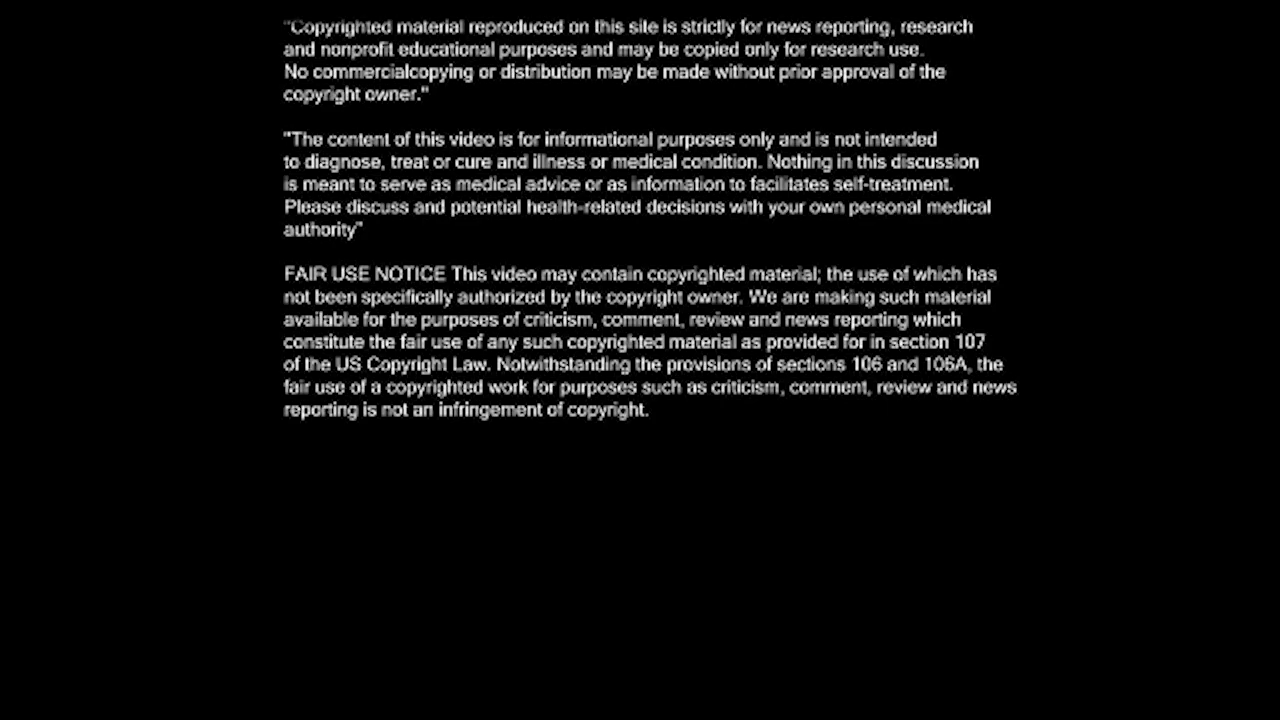 "Copyrighted material reproduced on this site is strictly for news reporting, research
and nonprofit educational purposes and may be copied only for research use.
No commercialcopying or distribution may be made without prior approval of the
copyright owner."
"The content of this video is for informational purposes only and is not intended
to diagnose, treat or cure and illness or medical condition. Nothing in this discussion
is meant to serve as medical advice or as information to facilitates self-treatment.
Please discuss and potential health-related decisions with your own personal medical
authority"
FAIR USE NOTICE This video may contain copyrighted material; the use of which has
not been specifically authorized by the copyright owner. We are making such material
available for the purposes of criticism, comment, review and news reporting which
constitute the fair use of any such copyrighted material as provided for in section 107
of the US Copyright Law. Notwithstanding the provisions of sections 106 and 106A, the
fair use of a copyrighted work for purposes such as criticism, comment, review and news
reporting is not an infringement of copyright.